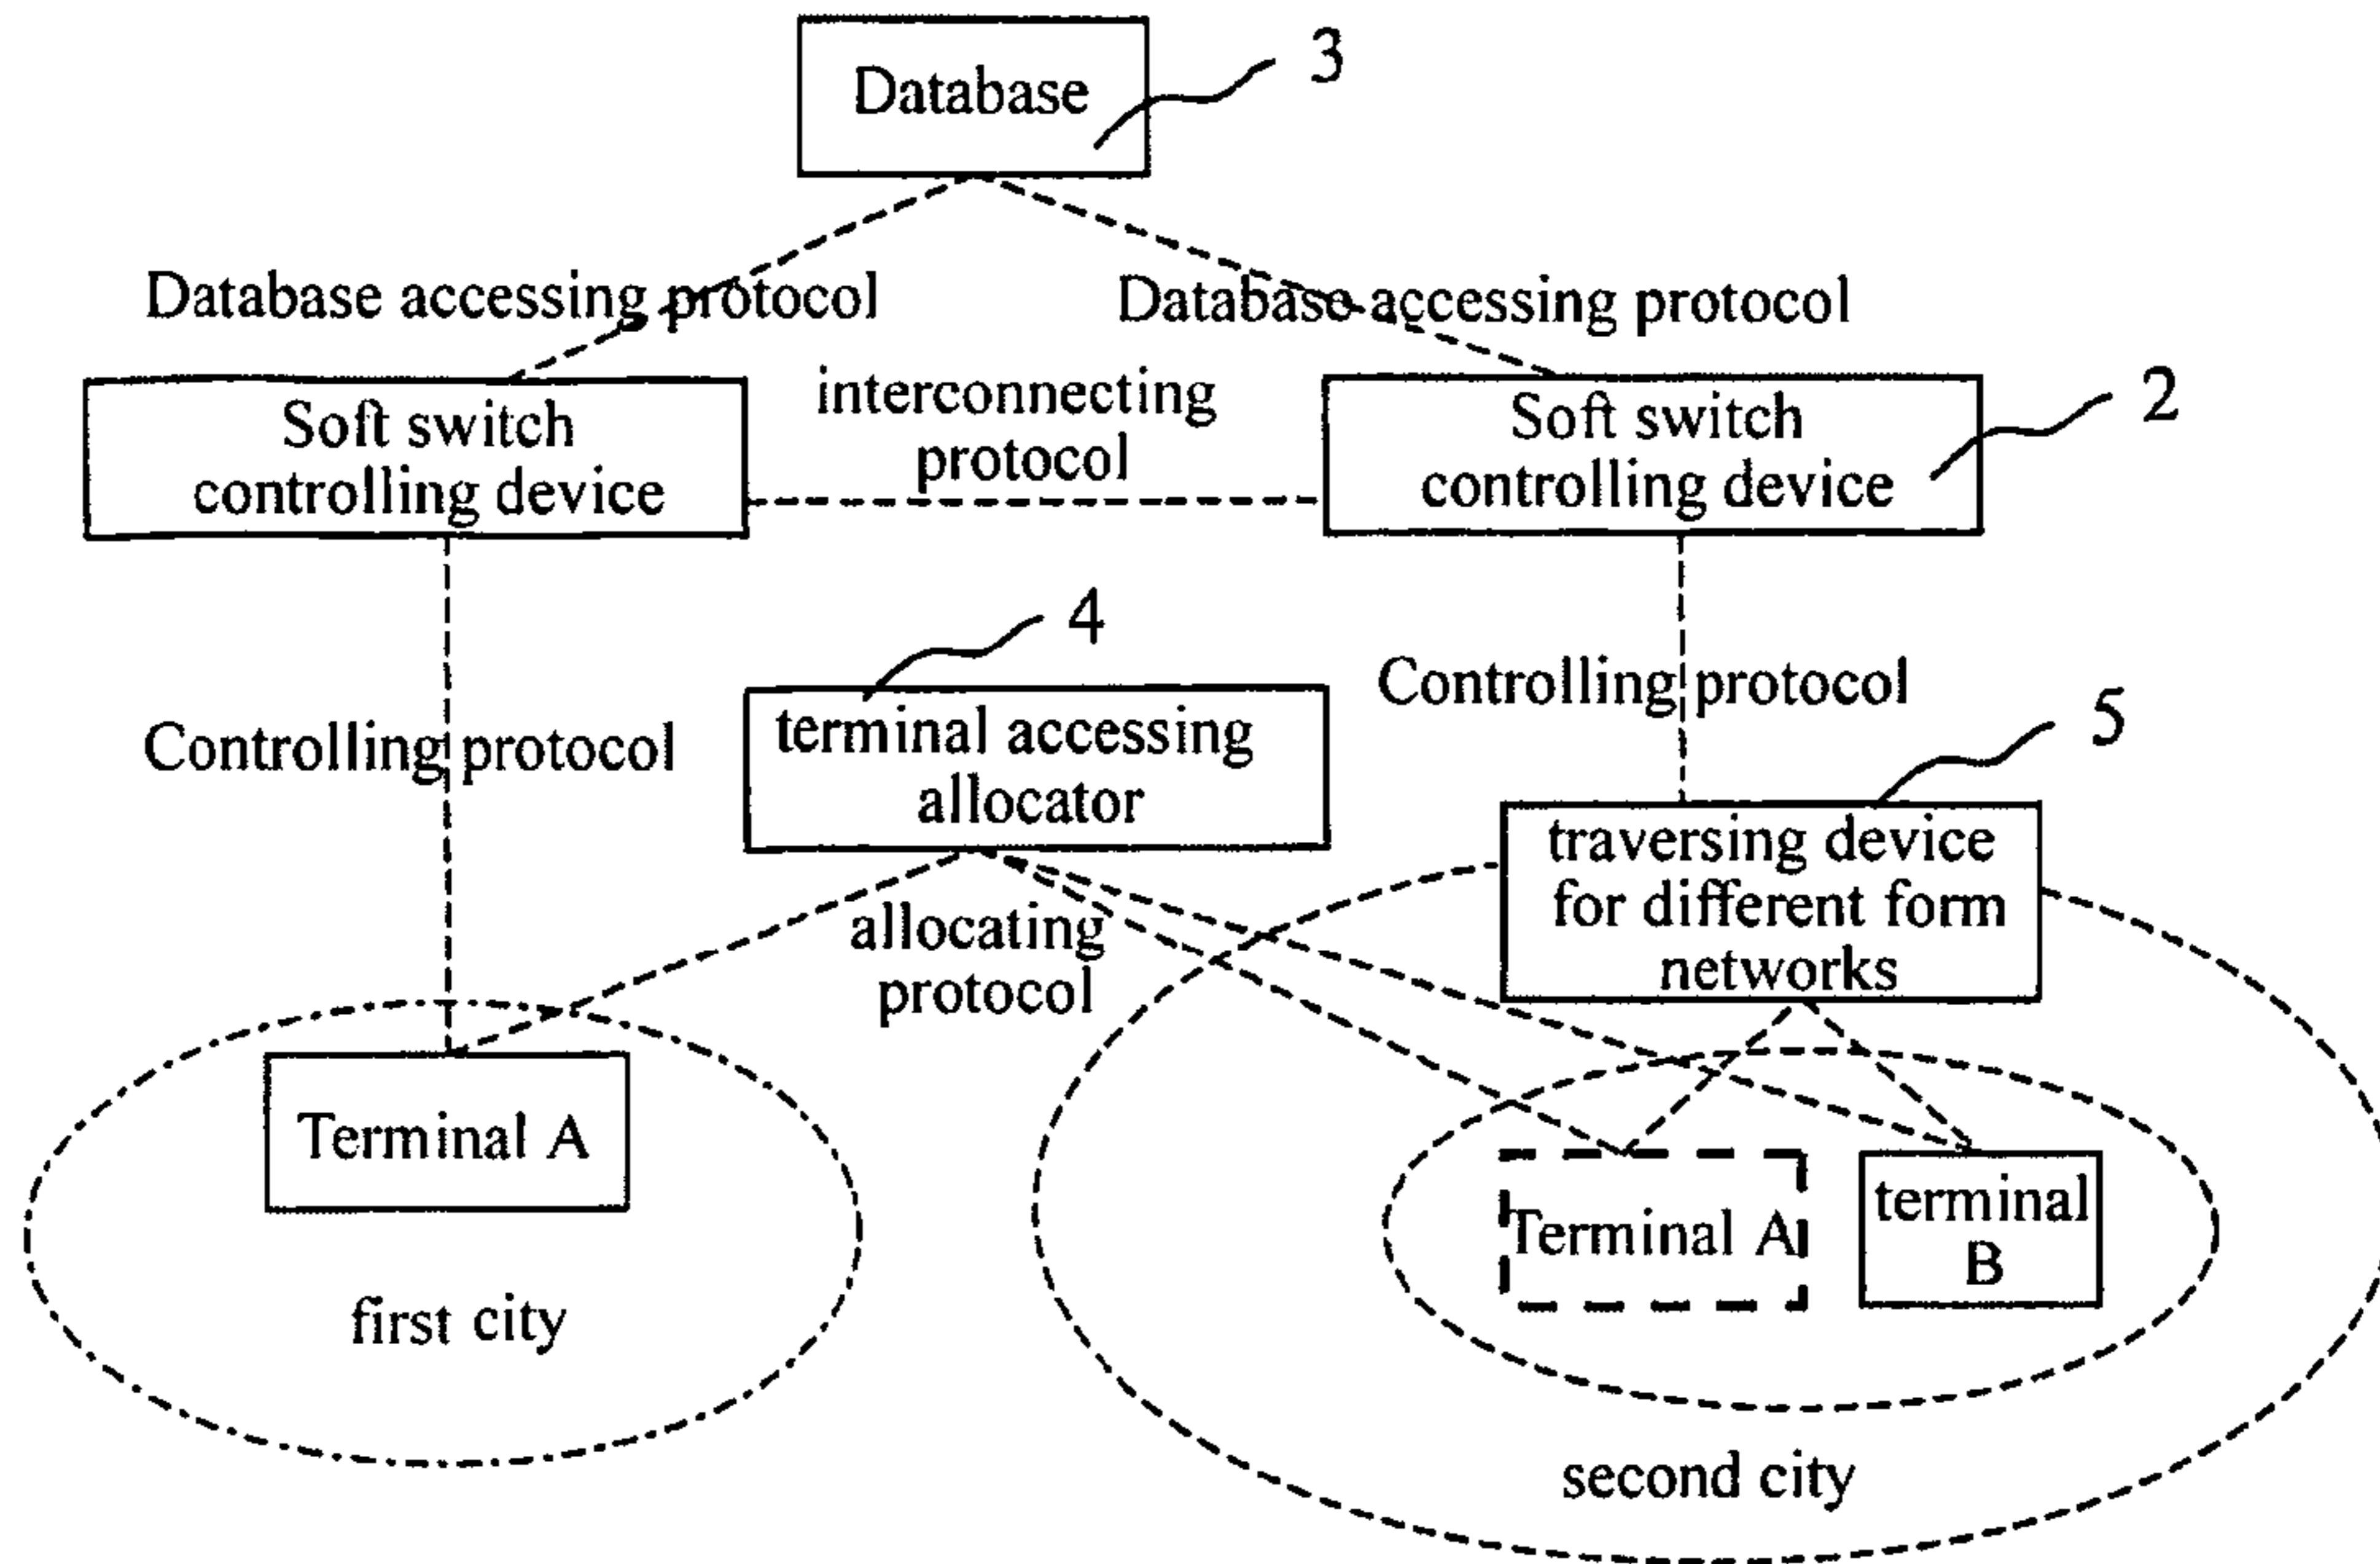 Database
3
Database accessing protocol
Database accessing protocol
Soft switch
controlling device
interconnecting
protocol
Soft switch
controlling device
2
4
terminal accessing
allocator
Controlling protocol
Controlling protocol
5
traversing device
for different form
networks
allocating
protocol
Terminal A
first city
Terminal A
terminal
B
second city